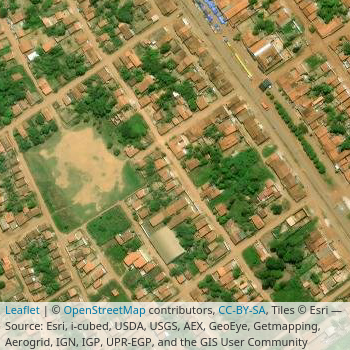 Leaflet | © OpenStreetMap contributors, CC-BY-SA, Tiles © Esri —
Source: Esri, i-cubed, USDA, USGS, AEX, GeoEye, Getmapping,
Aerogrid, IGN, IGP, UPR-EGP, and the GIS User Community